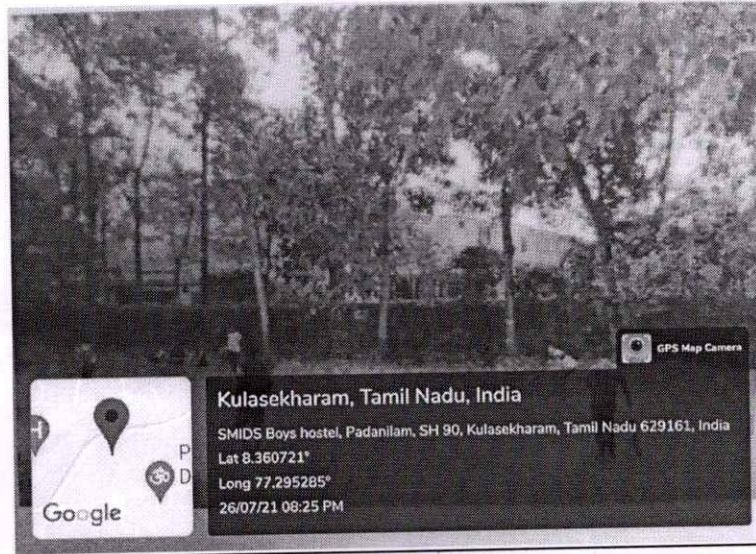 GPS Map Camera
Kulasekharam, Tamil Nadu, India
SMIDS Boys hostel, Padanilam, SH 90, Kulasekharam, Tamil Nadu 629161, India
Lat 8.360721°
Long 77.295285°
26/07/21 08:25 PM
H
P
ॐ D
Google